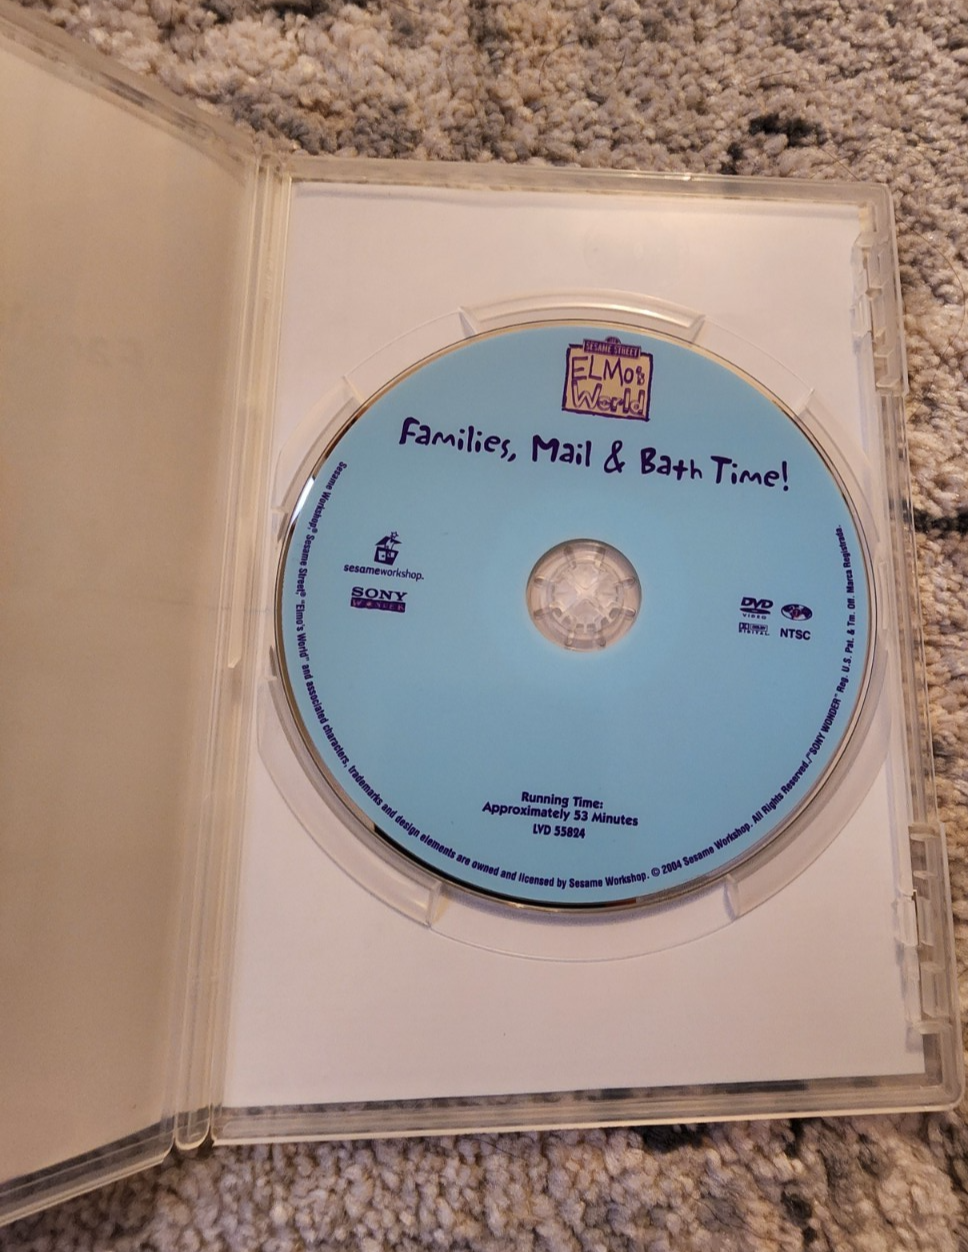 SESAME STREET
ELMo's
World
Families, Mail & Bath Time!
sesameworkshop.
SONY
WONDER
DVD
VIDEO
DIGITAL
NTSC
Running Time:
Approximately 53 Minutes
LVD 55824
Sesame Workshop,® Sesame Street,® "Elmo's World" and associated characters, trademarks and design elements are owned and licensed by Sesame Workshop. © 2004 Sesame Workshop. All Rights Reserved./"SONY WONDER" Reg. U.S. Pat. & Tm. Off. Marca Registrada.